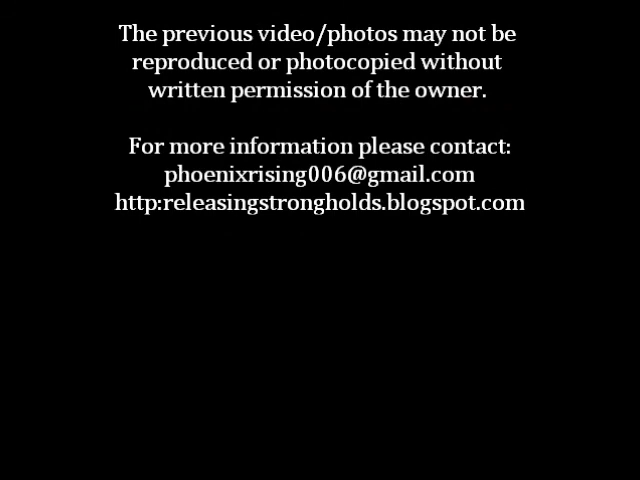 The previous video/photos may not be
reproduced or photocopied without
written permission of the owner.
For more information please contact:
phoenixrising006@gmail.com
http:releasingstrongholds.blogspot.com